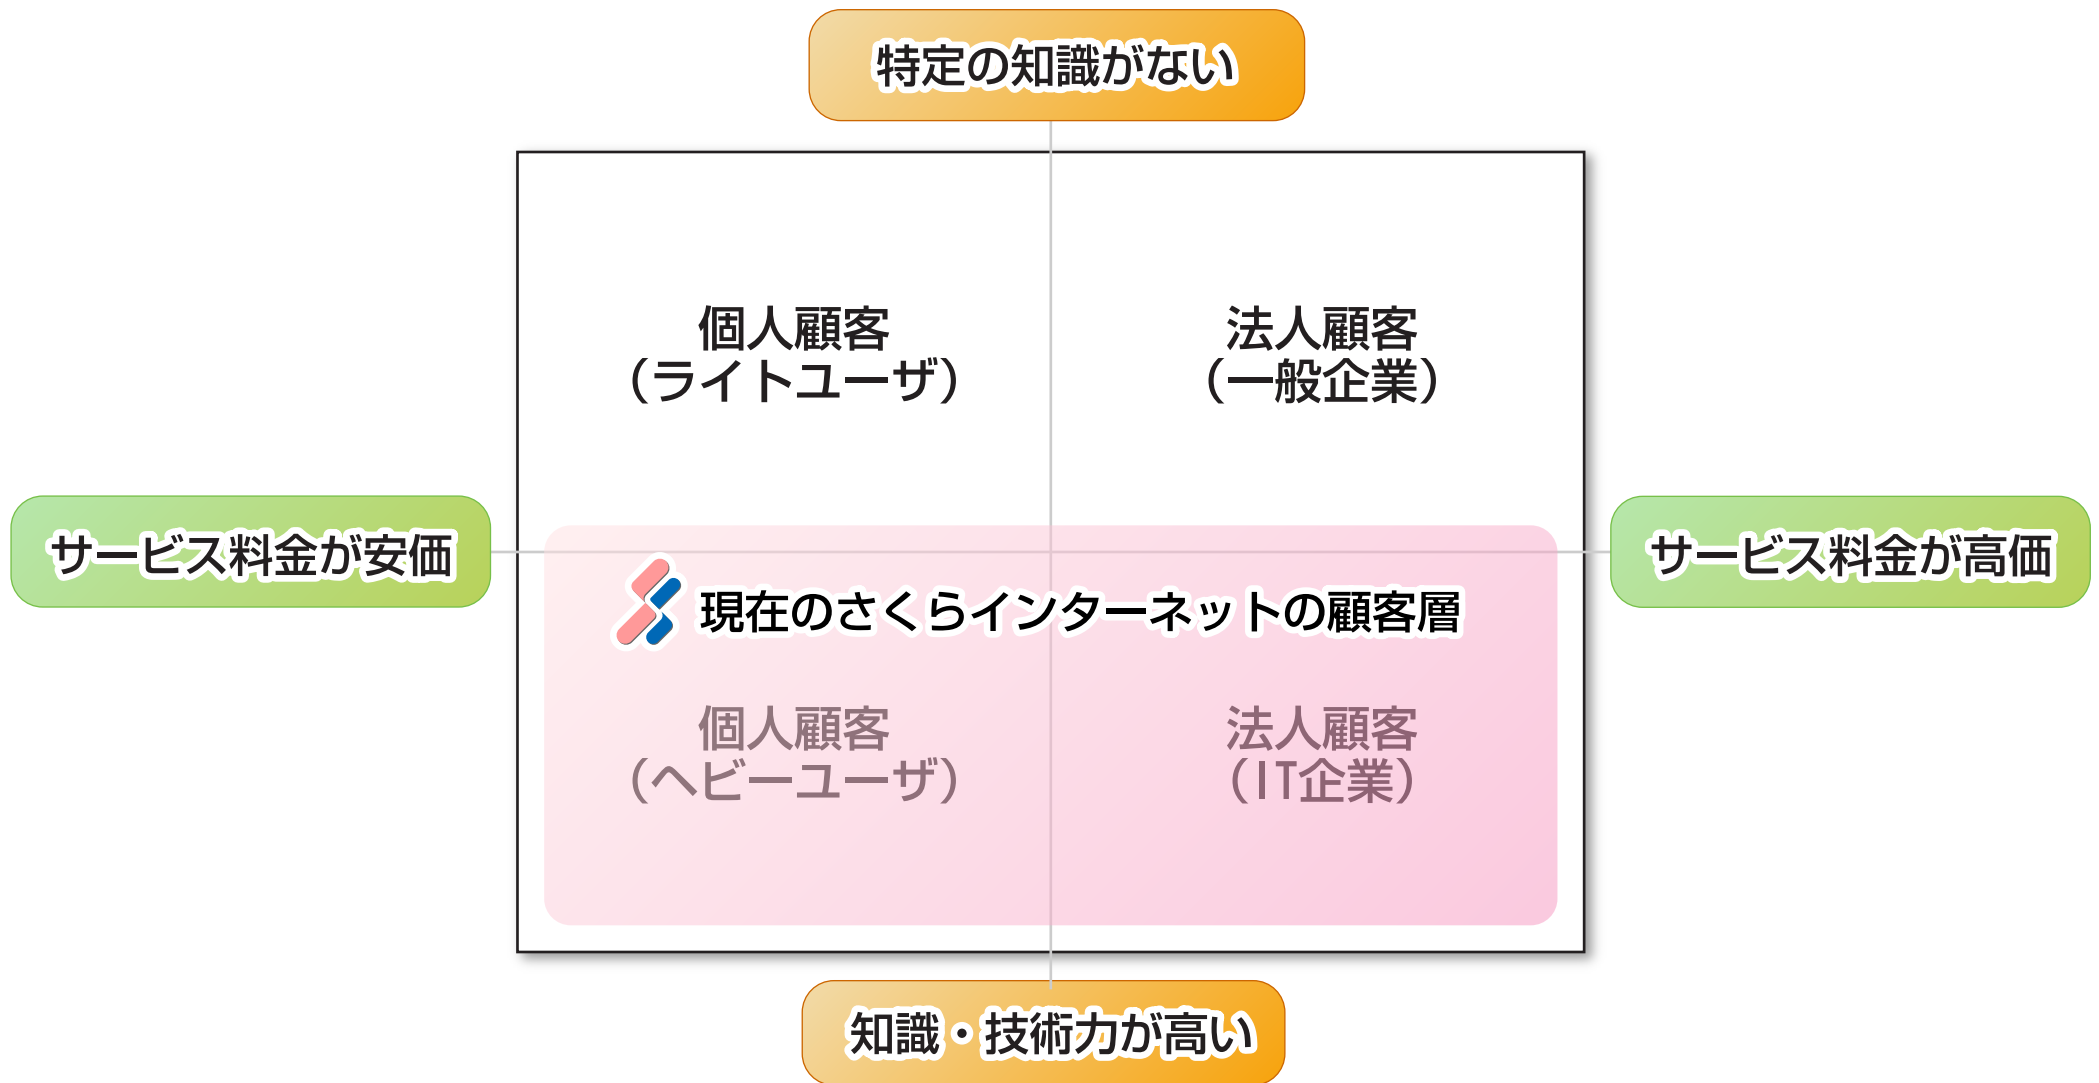 特定の知識がない
個人顧客
（ライトユーザ）
法人顧客
（一般企業）
サービス料金が安価
サービス料金が高価
現在のさくらインターネットの顧客層
個人顧客
（ヘビーユーザ）
法人顧客
（IT企業）
知識・技術力が高い